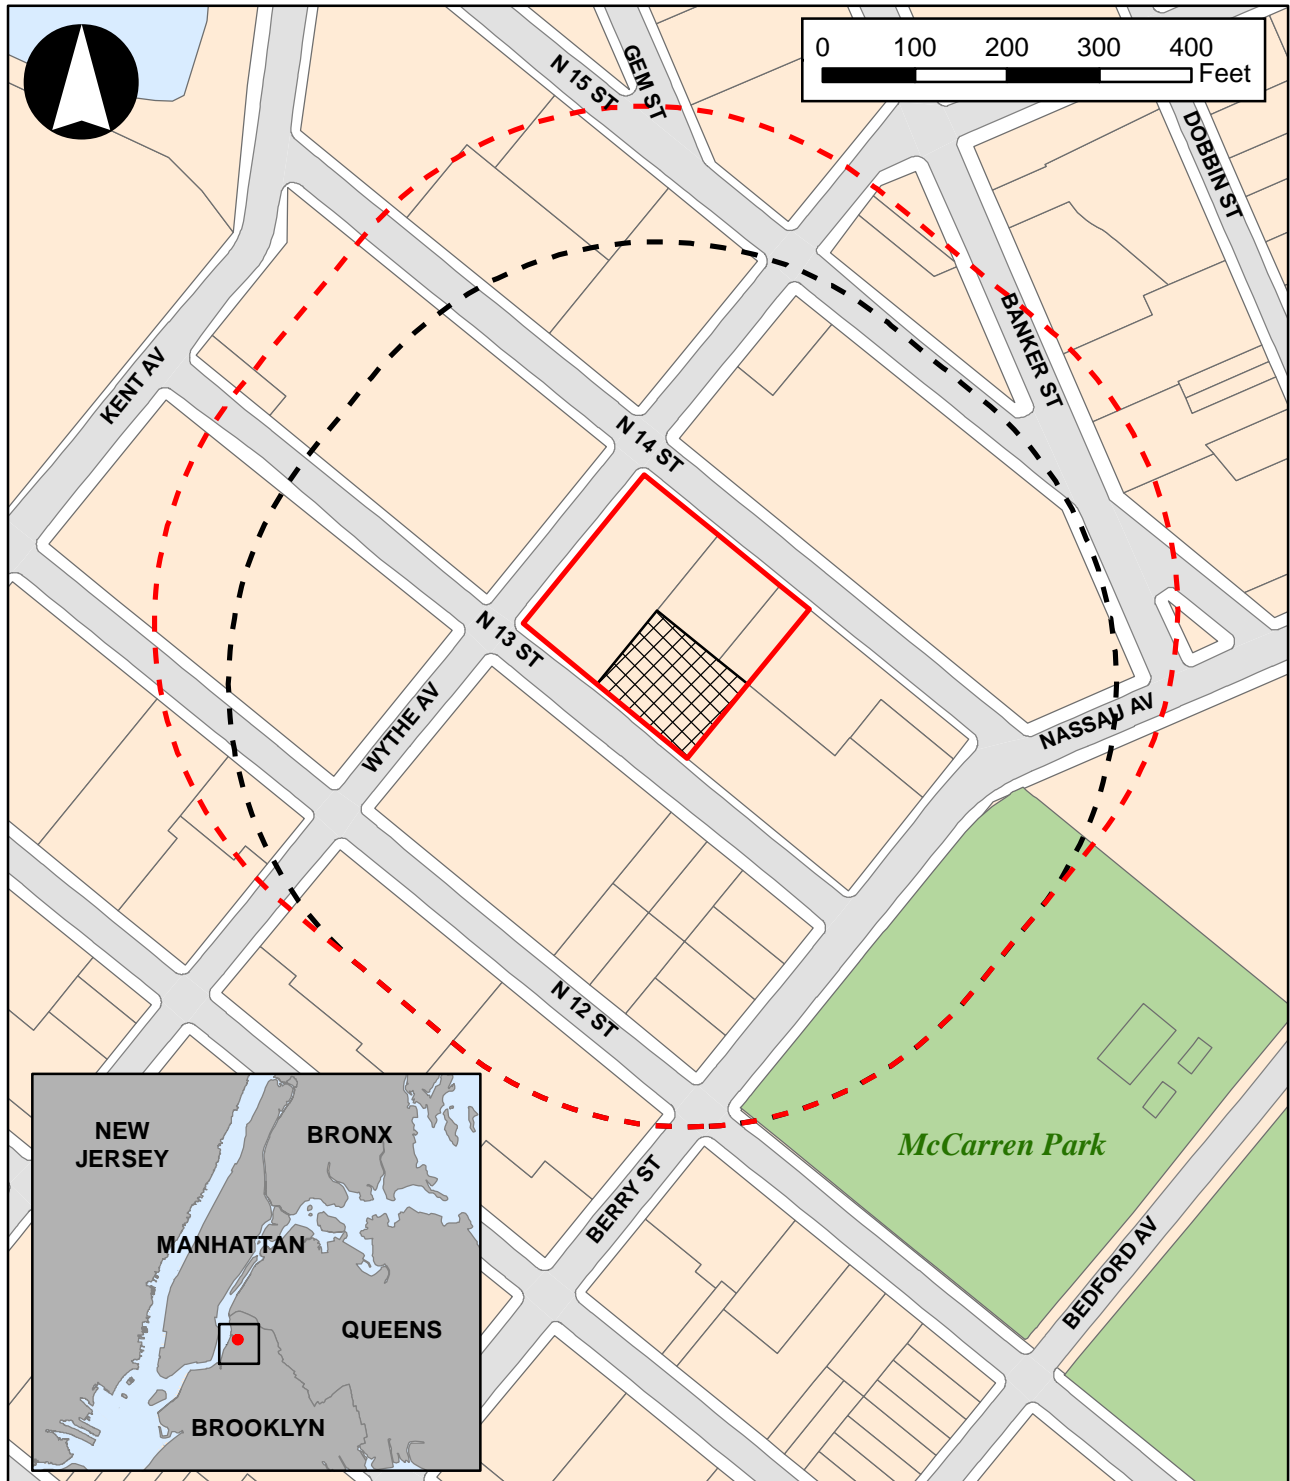 0 100 200 300 400
Feet
N 15 ST
GEM ST
DOBBIN ST
BANKER ST
KENT AV
N 14 ST
N 13 ST
WYTHE AV
NASSAU AV
N 12 ST
McCarren Park
BERRY ST
BEDFORD AV
NEW
JERSEY
BRONX
MANHATTAN
QUEENS
BROOKLYN